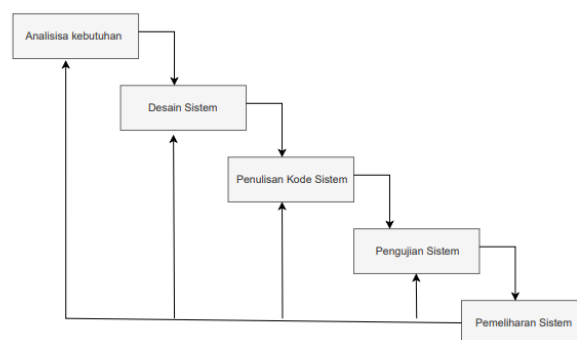 Analisisa kebutuhan
Desain Sistem
Penulisan Kode Sistem
Pengujian Sistem
Pemeliharan Sistem